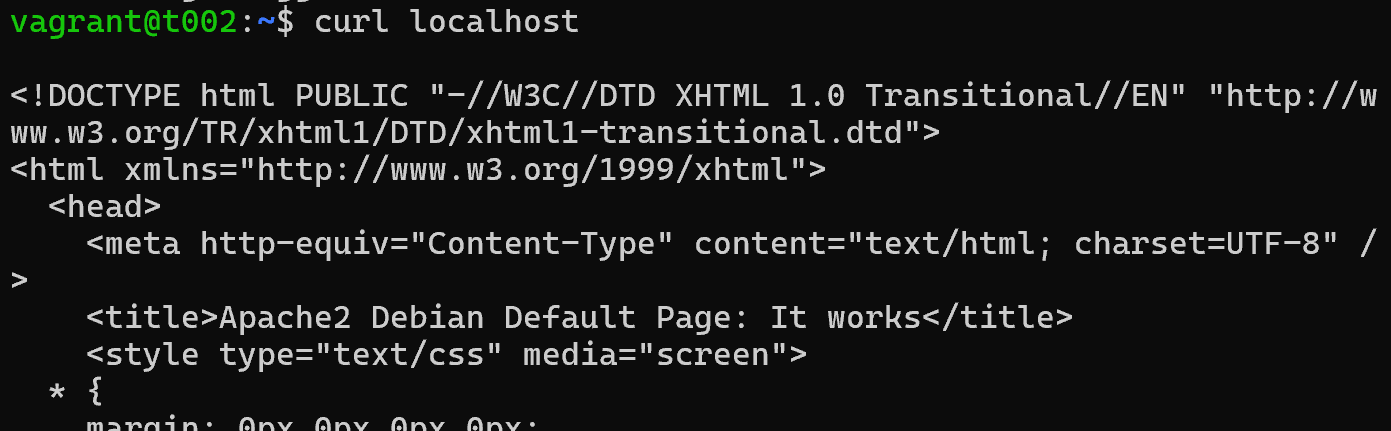 vagrant@t002:~$ curl localhost
<!DOCTYPE html PUBLIC "-//W3C//DTD XHTML 1.0 Transitional//EN" "http://w
ww.w3.org/TR/xhtml1/DTD/xhtml1-transitional.dtd">
<html xmlns="http://www.w3.org/1999/xhtml">
  <head>
    <meta http-equiv="Content-Type" content="text/html; charset=UTF-8" /
>
    <title>Apache2 Debian Default Page: It works</title>
    <style type="text/css" media="screen">
  * {
    margin: 0px 0px 0px 0px;